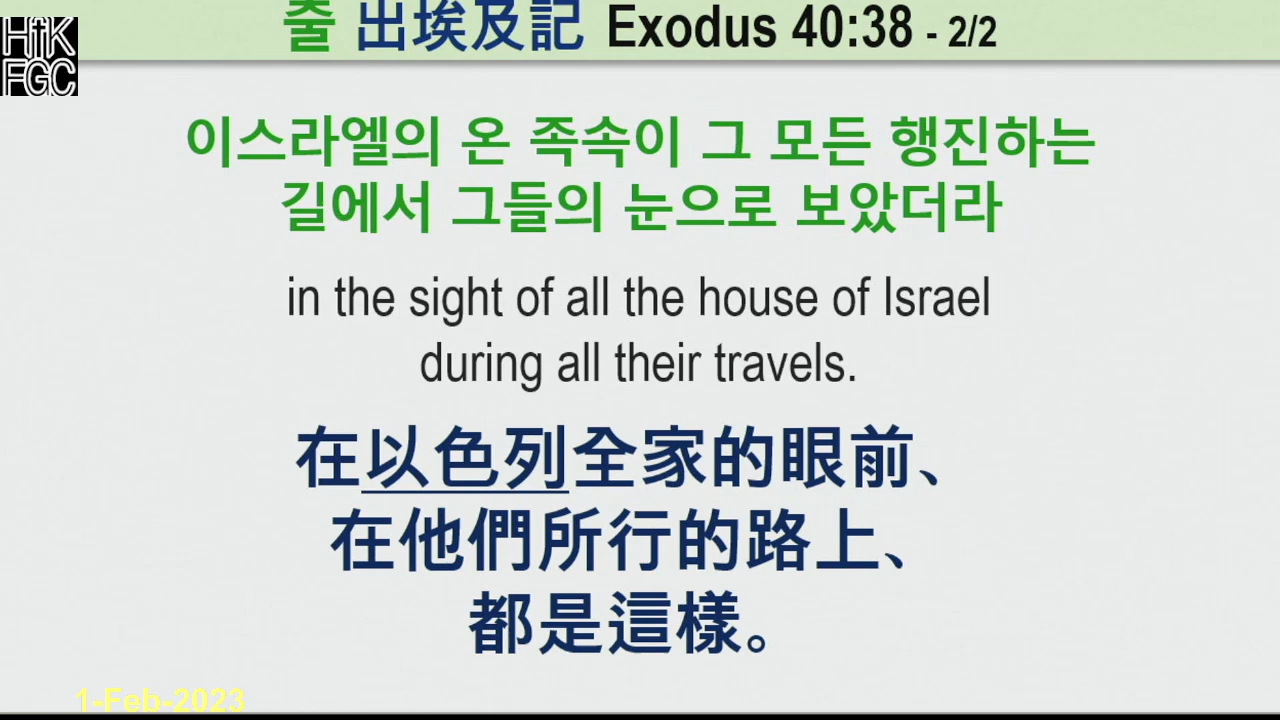 HfK
FGC
출 出埃及記 Exodus 40:38 - 2/2
이스라엘의 온 족속이 그 모든 행진하는
길에서 그들의 눈으로 보았더라
in the sight of all the house of Israel
during all their travels.
在以色列全家的眼前、
在他們所行的路上、
都是這樣。
1-Feb-2023